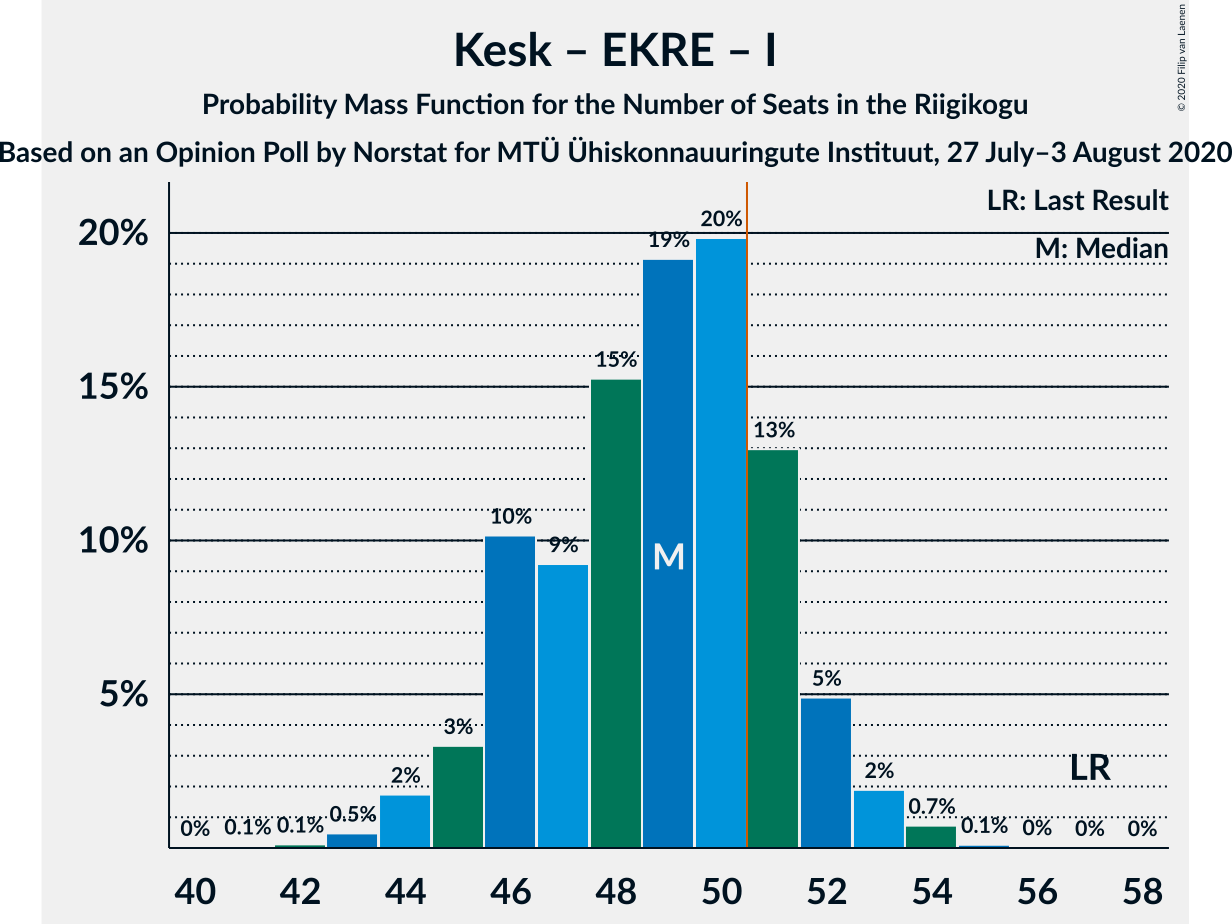 Kesk – EKRE – I
Probability Mass Function for the Number of Seats in the Riigikogu
Based on an Opinion Poll by Norstat for MTÜ Ühiskonnauuringute Instituut, 27 July–3 August 2020
© 2020 Filip van Laenen
LR: Last Result
M: Median
20%
15%
10%
5%
0%
0.1%
0.1%
0.5%
2%
3%
10%
9%
15%
19%
20%
13%
5%
2%
0.7%
0.1%
0%
0%
0%
M
LR
40 42 44 46 48 50 52 54 56 58